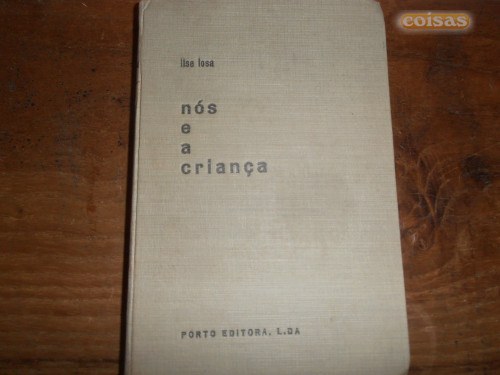 coisas
ilse losa
nós
e
a
criança
PORTO EDITORA, L.DA